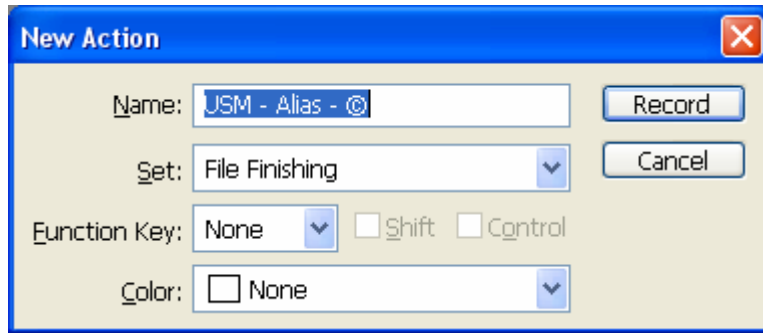 New Action
Name: USM - Alias - © Record
Set: File Finishing Cancel
Function Key: None Shift Control
Color: None